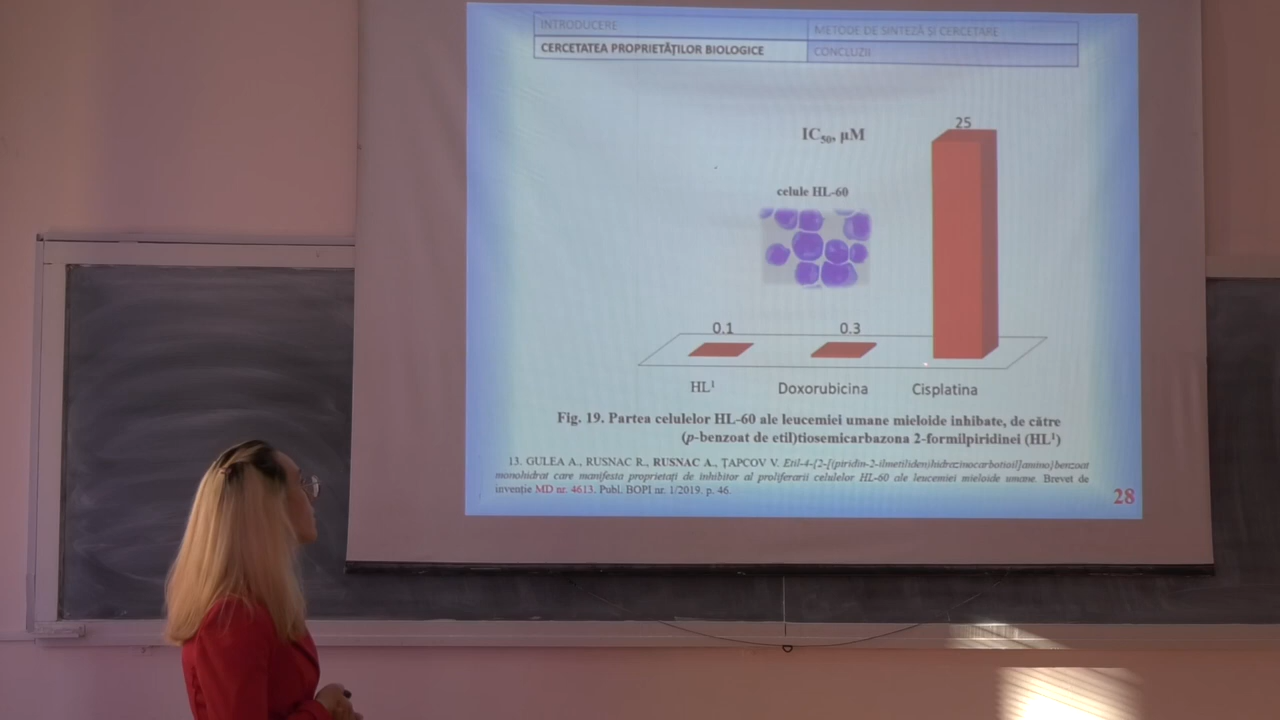 INTRODUCERE
METODE DE SINTEZĂ ȘI CERCETARE
CERCETATEA PROPRIETĂȚILOR BIOLOGICE
CONCLUZII
IC50, µM
25
celule HL-60
0.1
0.3
HL¹
Doxorubicina
Cisplatina
Fig. 19. Partea celulelor HL-60 ale leucemiei umane mieloide inhibate, de către
(p-benzoat de etil)tiosemicarbazona 2-formilpiridinei (HL¹)
13. GULEA A., RUSNAC R., RUSNAC A., ȚAPCOV V. Etil-4-{2-[(piridin-2-ilmetiliden)hidrazinocarbotioil]amino}benzoat
monohidrat care manifesta proprietați de inhibitor al proliferarii celulelor HL-60 ale leucemiei mieloide umane. Brevet de
invenție MD nr. 4613. Publ. BOPI nr. 1/2019. p. 46.
28